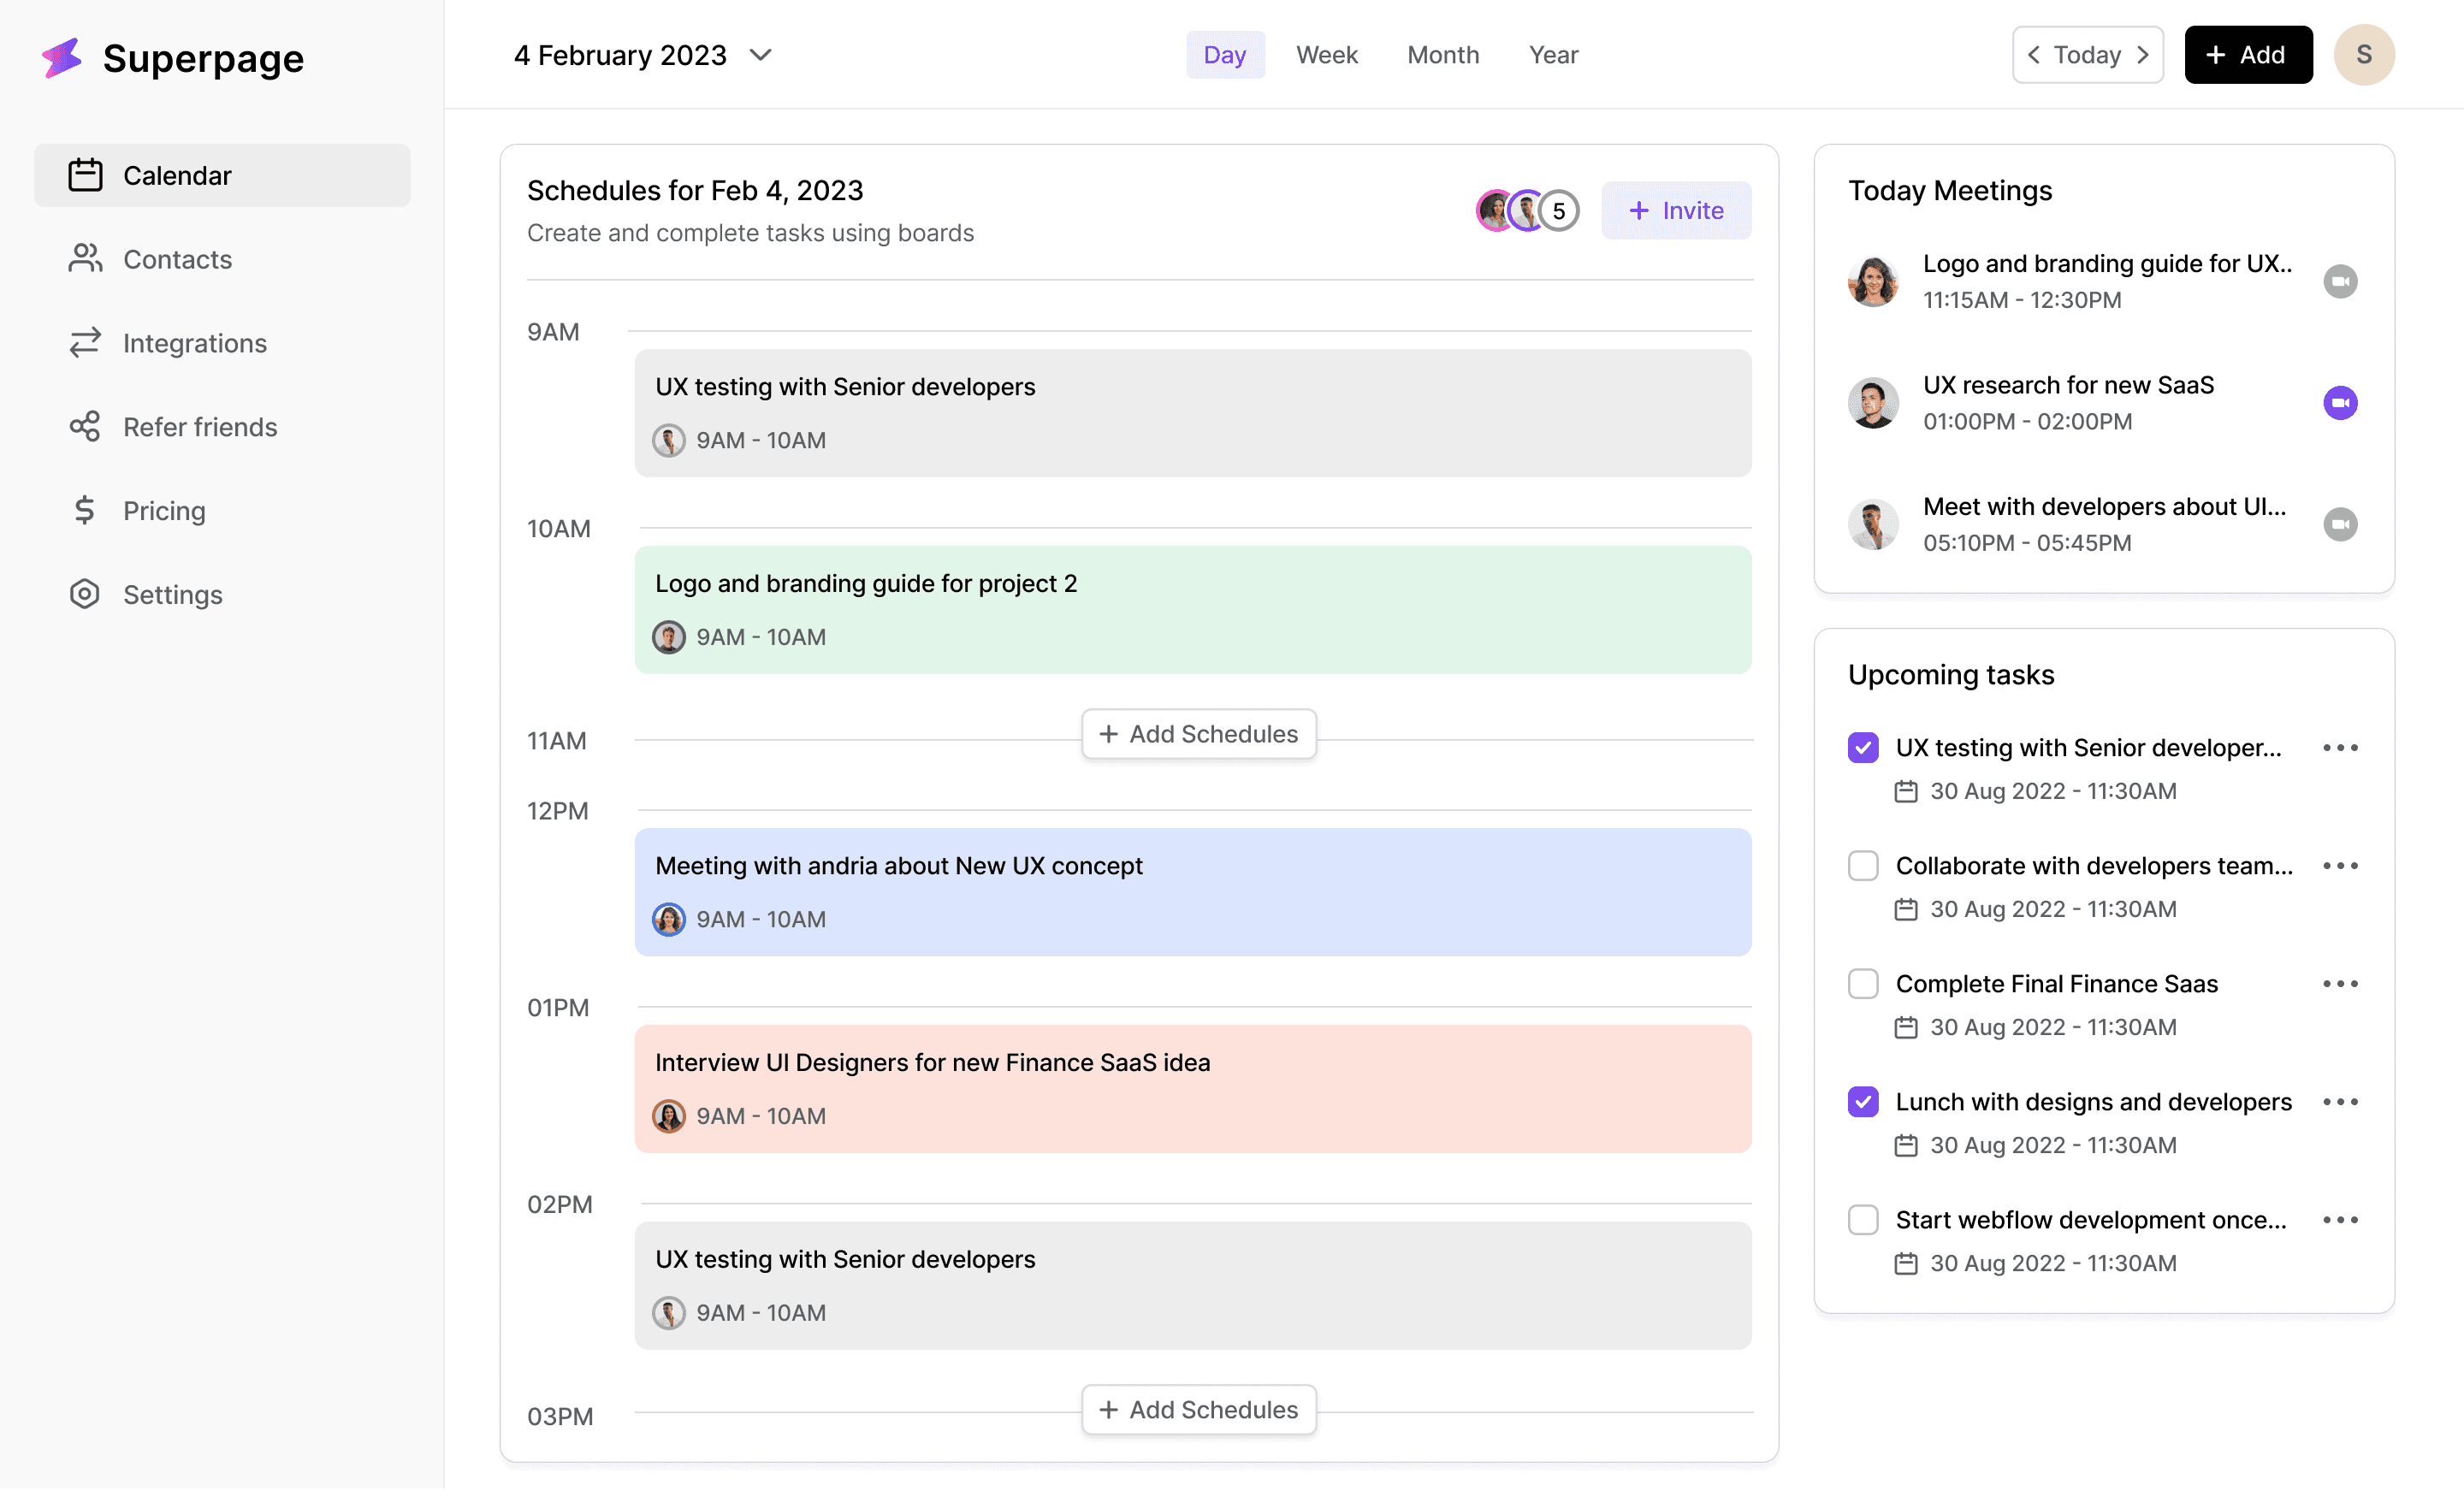 Superpage
Calendar
Contacts
Integrations
Refer friends
Pricing
Settings
4 February 2023
Day Week Month Year
Today
+ Add
S
Schedules for Feb 4, 2023
Create and complete tasks using boards
5
+ Invite
9AM
UX testing with Senior developers
9AM - 10AM
10AM
Logo and branding guide for project 2
9AM - 10AM
11AM
+ Add Schedules
12PM
Meeting with andria about New UX concept
9AM - 10AM
01PM
Interview UI Designers for new Finance SaaS idea
9AM - 10AM
02PM
UX testing with Senior developers
9AM - 10AM
03PM
+ Add Schedules
Today Meetings
Logo and branding guide for UX..
11:15AM - 12:30PM
UX research for new SaaS
01:00PM - 02:00PM
Meet with developers about UI...
05:10PM - 05:45PM
Upcoming tasks
UX testing with Senior developer...
30 Aug 2022 - 11:30AM
Collaborate with developers team...
30 Aug 2022 - 11:30AM
Complete Final Finance Saas
30 Aug 2022 - 11:30AM
Lunch with designs and developers
30 Aug 2022 - 11:30AM
Start webflow development once...
30 Aug 2022 - 11:30AM